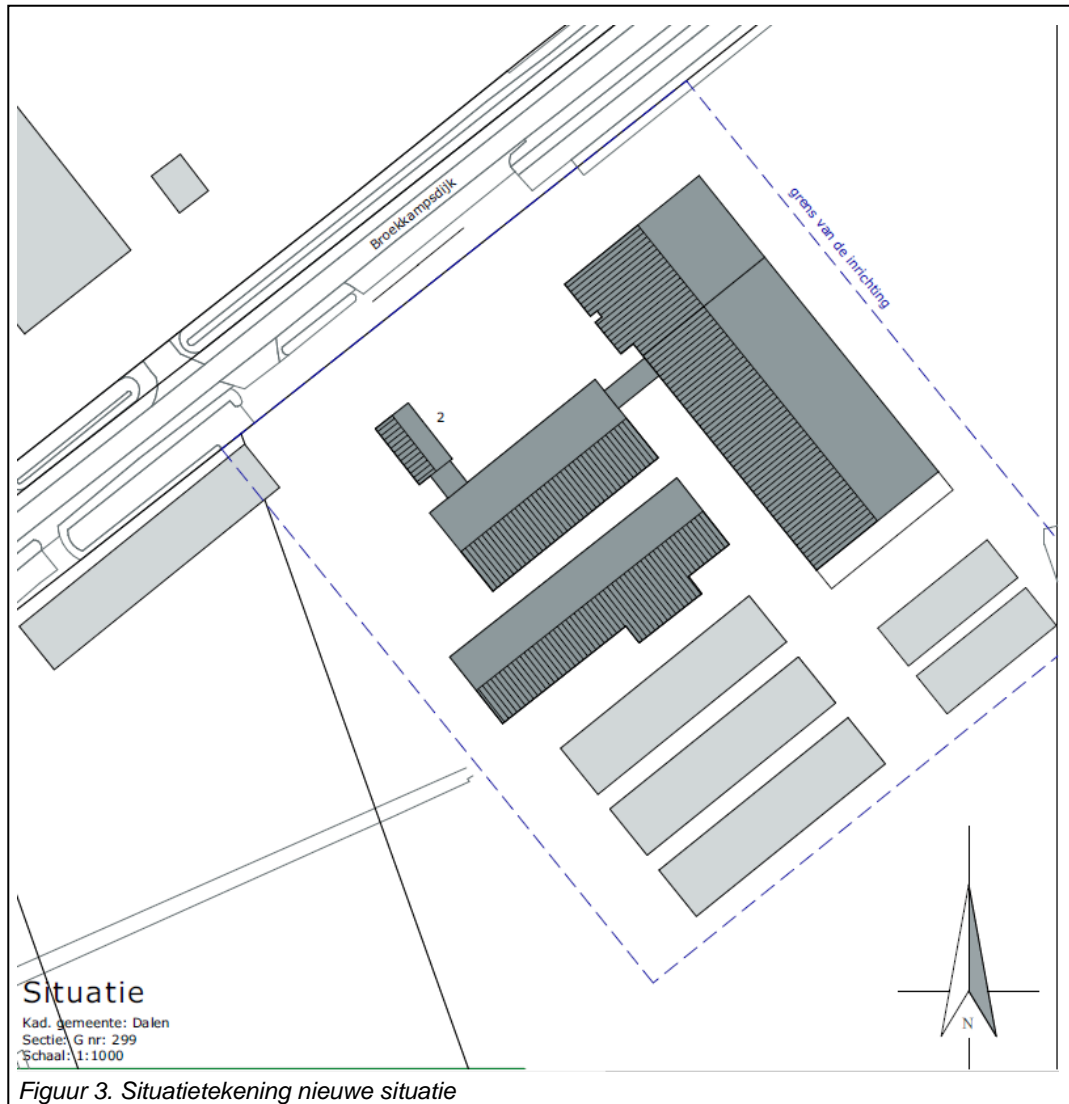 Broekkampsdijk
grens van de inrichting
2
Situatie
Kad. gemeente: Dalen
Sectie: G nr: 299
Schaal: 1:1000
N
Figuur 3. Situatietekening nieuwe situatie